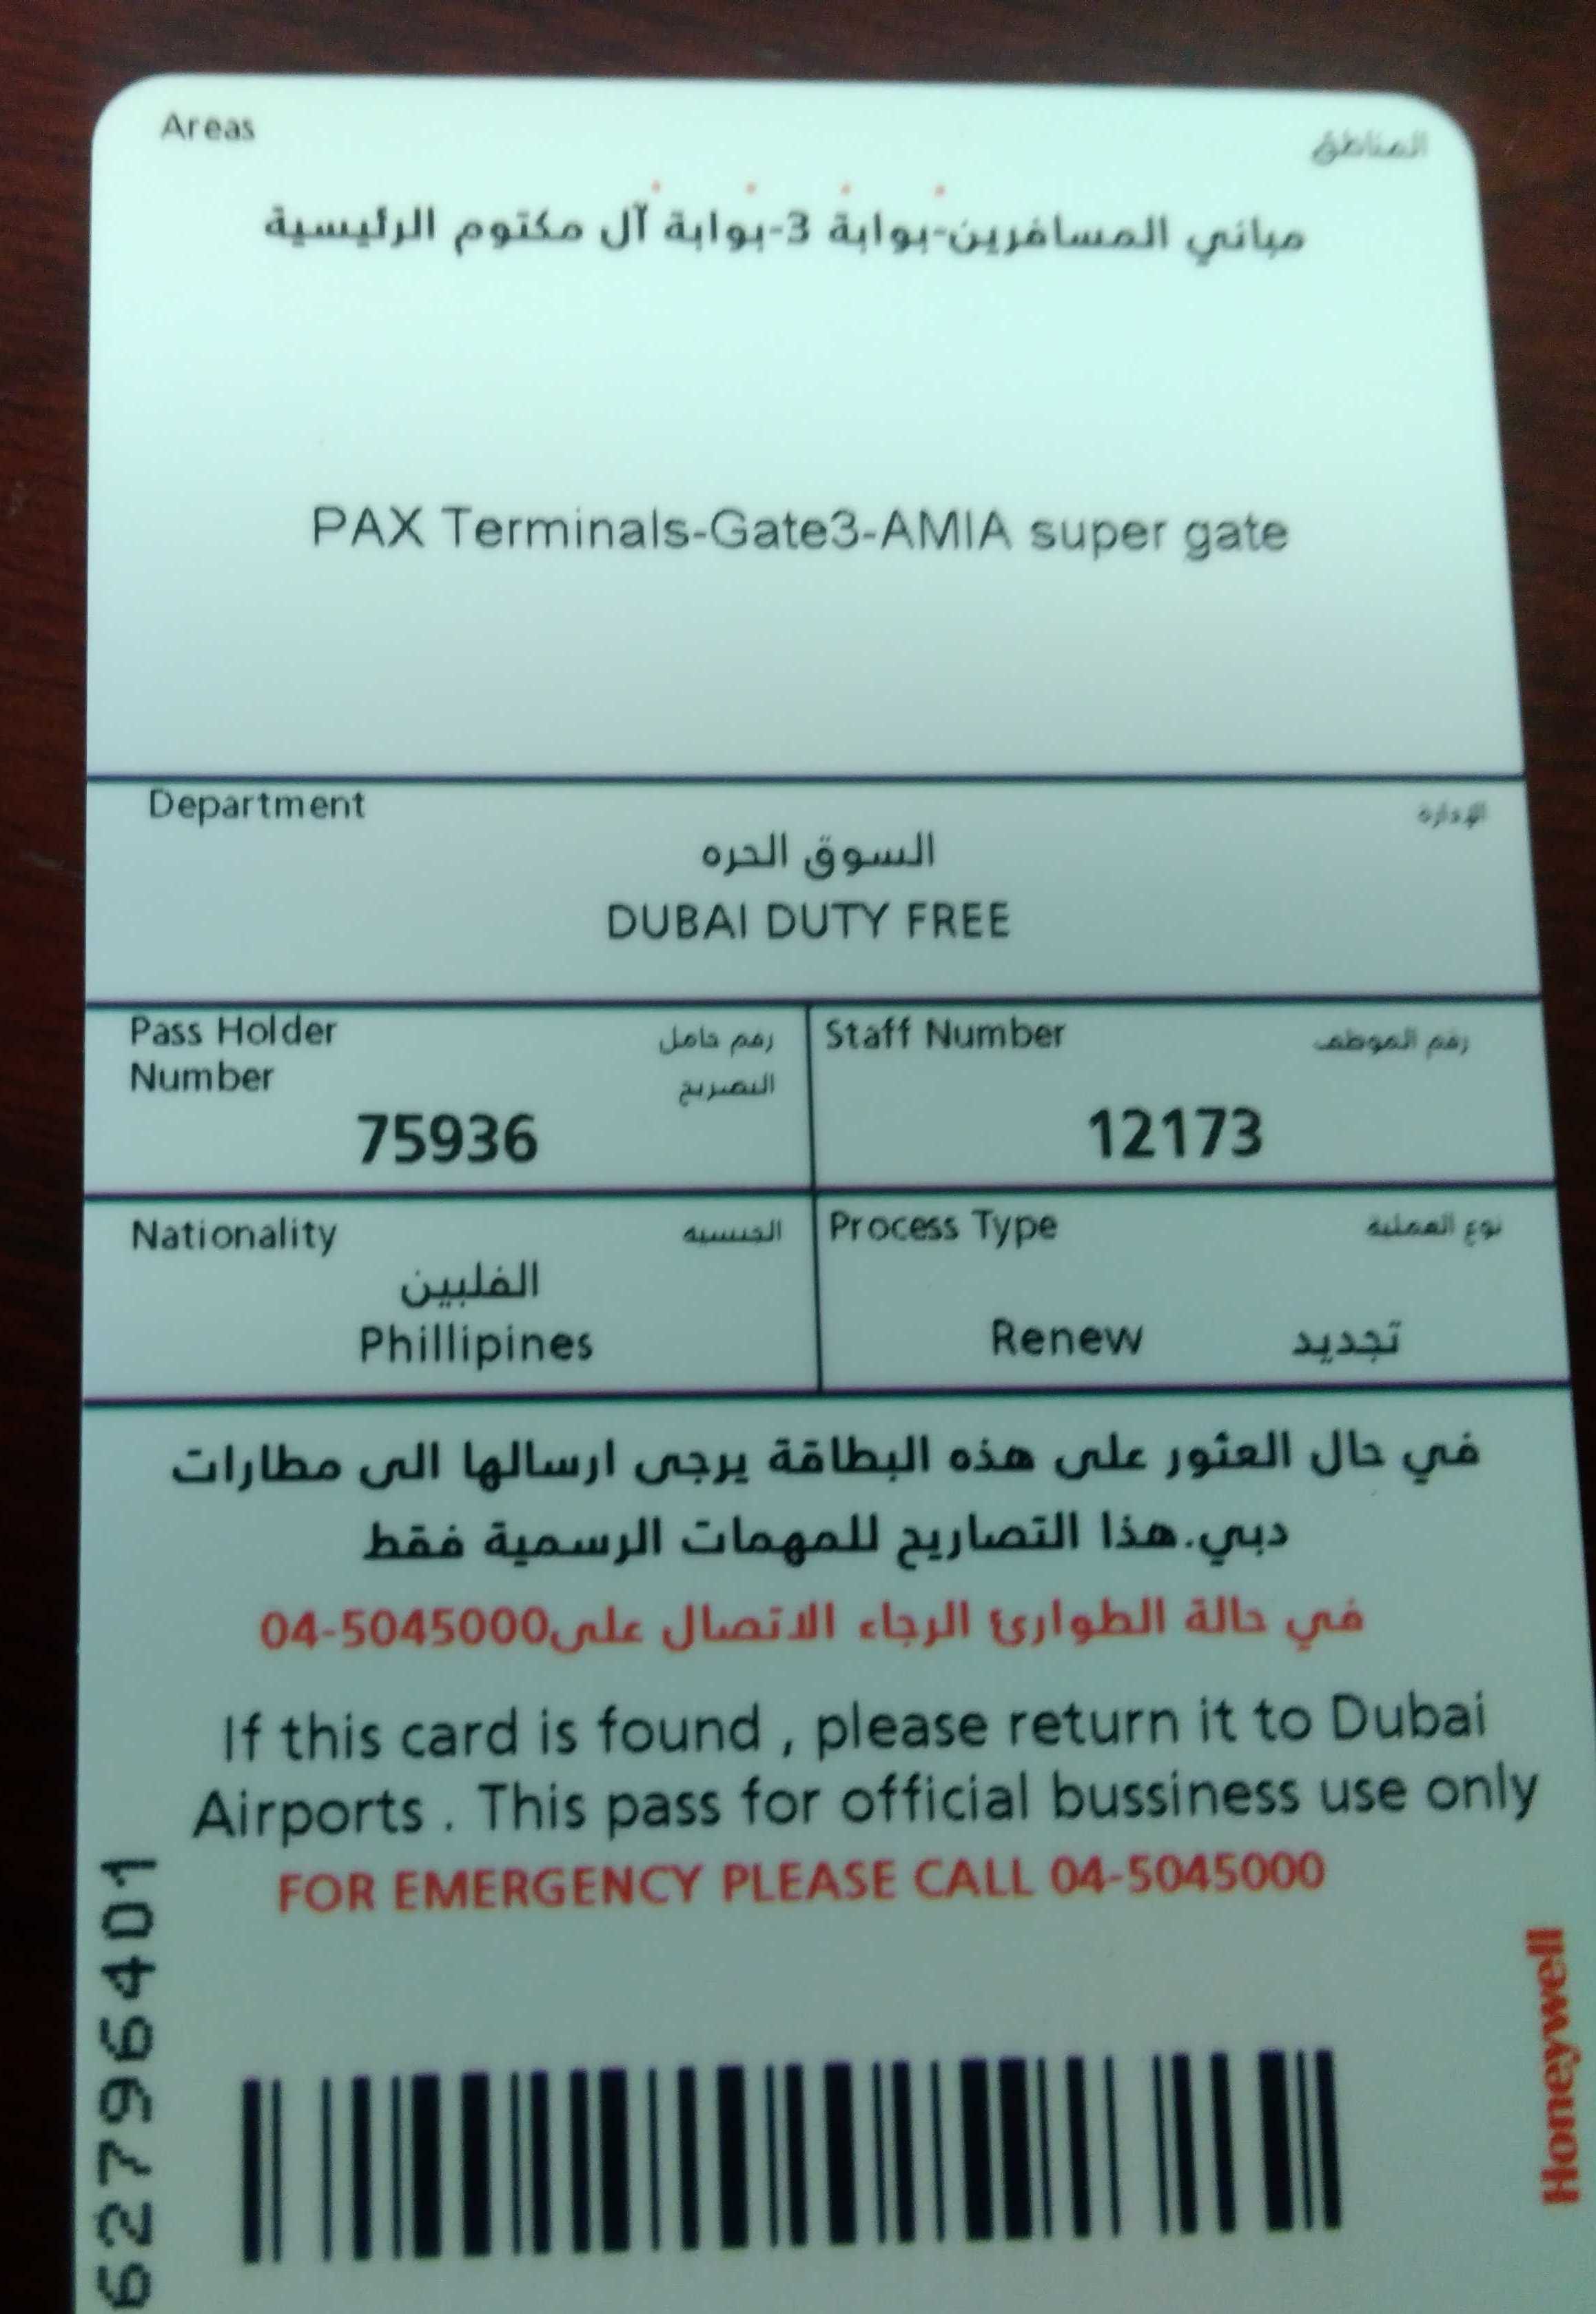 Areas
المناطق
مباني المسافرين-بوابة 3-بوابة آل مكتوم الرئيسية
PAX Terminals-Gate3-AMIA super gate
Department
الإدارة
السوق الحره
DUBAI DUTY FREE
Pass Holder
Number
رقم حامل
التصريح
75936
Staff Number
رقم الموظف
12173
Nationality
الجنسية
الفلبين
Phillipines
Process Type
نوع العملية
Renew تجديد
في حال العثور على هذه البطاقة يرجى ارسالها الى مطارات
دبي.هذا التصاريح للمهمات الرسمية فقط
في حالة الطوارئ الرجاء الاتصال على04-5045000
If this card is found , please return it to Dubai
Airports . This pass for official bussiness use only
FOR EMERGENCY PLEASE CALL 04-5045000
62796401
Honeywell